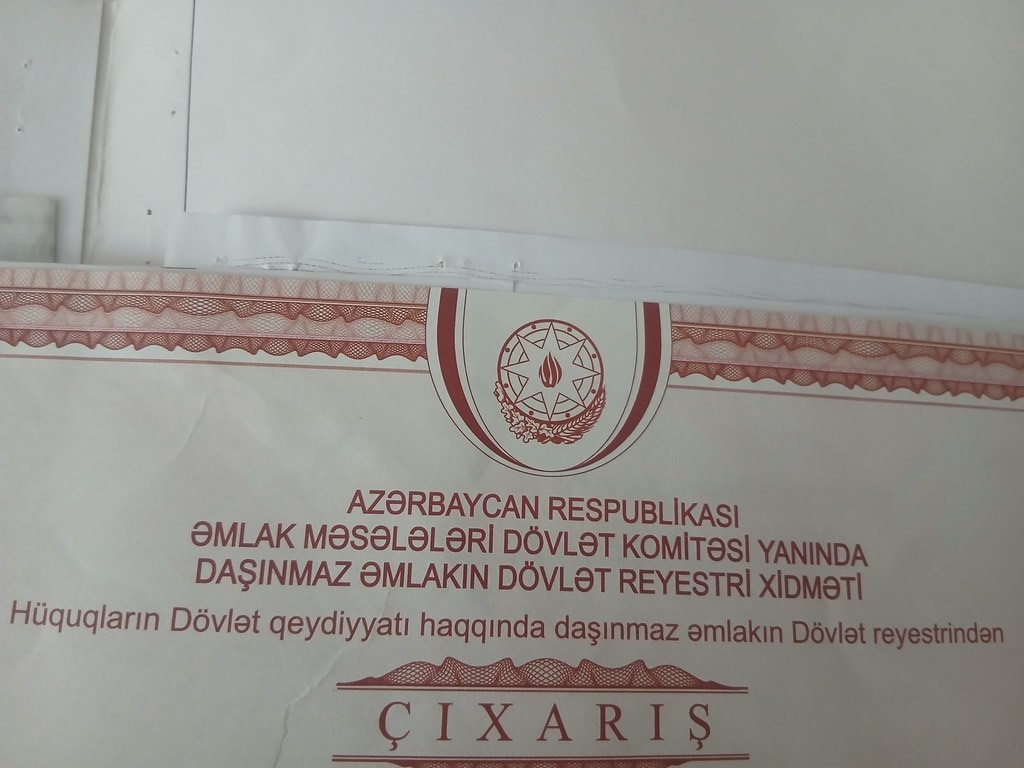 AZƏRBAYCAN RESPUBLİKASI
ƏMLAK MƏSƏLƏLƏRİ DÖVLƏT KOMİTƏSİ YANINDA
DAŞINMAZ ƏMLAKIN DÖVLƏT REYESTRİ XİDMƏTİ
Hüquqların Dövlət qeydiyyatı haqqında daşınmaz əmlakın Dövlət reyestrindən
ÇIXARIŞ